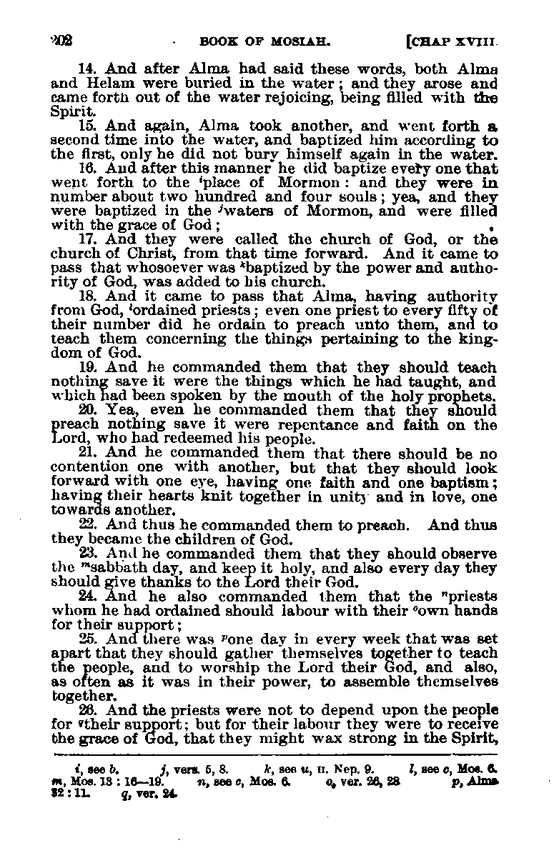 202 BOOK OF MOSIAH. [CHAP XVIII.
14. And after Alma had said these words, both Alma
and Helam were buried in the water; and they arose and
came forth out of the water rejoicing, being filled with the
Spirit.
15. And again, Alma took another, and went forth a
second time into the water, and baptized him according to
the first, only he did not bury himself again in the water.
16. And after this manner he did baptize every one that
went forth to the ⁱplace of Mormon: and they were in
number about two hundred and four souls; yea, and they
were baptized in the ʲwaters of Mormon, and were filled
with the grace of God;
17. And they were called the church of God, or the
church of Christ, from that time forward. And it came to
pass that whosoever was ᵏbaptized by the power and autho-
rity of God, was added to his church.
18. And it came to pass that Alma, having authority
from God, ˡordained priests; even one priest to every fifty of
their number did he ordain to preach unto them, and to
teach them concerning the things pertaining to the king-
dom of God.
19. And he commanded them that they should teach
nothing save it were the things which he had taught, and
which had been spoken by the mouth of the holy prophets.
20. Yea, even he commanded them that they should
preach nothing save it were repentance and faith on the
Lord, who had redeemed his people.
21. And he commanded them that there should be no
contention one with another, but that they should look
forward with one eye, having one faith and one baptism;
having their hearts knit together in unity and in love, one
towards another.
22. And thus he commanded them to preach. And thus
they became the children of God.
23. And he commanded them that they should observe
the ᵐsabbath day, and keep it holy, and also every day they
should give thanks to the Lord their God.
24. And he also commanded them that the ⁿpriests
whom he had ordained should labour with their ᵒown hands
for their support;
25. And there was ᵖone day in every week that was set
apart that they should gather themselves together to teach
the people, and to worship the Lord their God, and also,
as often as it was in their power, to assemble themselves
together.
26. And the priests were not to depend upon the people
for qtheir support; but for their labour they were to receive
the grace of God, that they might wax strong in the Spirit,
i, see b. j, vers. 5, 8. k, see u, II. Nep. 9. l, see c, Mos. 6.
m, Mos. 13 : 16—19. n, see c, Mos. 6. o, ver. 26, 28 p, Alma
32 : 11. q, ver. 24.